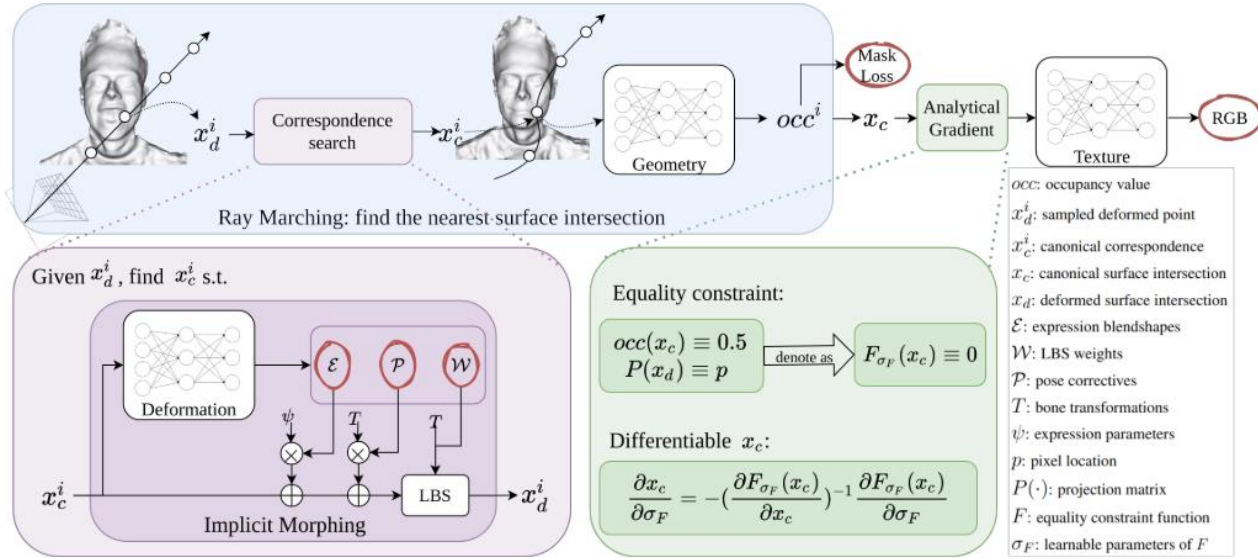 x_d^i
Correspondence
search
x_c^i
Geometry
occ^i
Mask
Loss
x_c
Analytical
Gradient
Texture
RGB
Ray Marching: find the nearest surface intersection
Given x_d^i, find x_c^i s.t.
Deformation
ℰ
𝒫
𝒲
ψ
T
T
x_c^i
LBS
x_d^i
Implicit Morphing
Equality constraint:
occ(x_c) ≡ 0.5
P(x_d) ≡ p
denote as
F_{σ_F}(x_c) ≡ 0
Differentiable x_c:
∂x_c/∂σ_F = −(∂F_{σ_F}(x_c)/∂x_c)^{-1} ∂F_{σ_F}(x_c)/∂σ_F
occ: occupancy value
x_d^i: sampled deformed point
x_c^i: canonical correspondence
x_c: canonical surface intersection
x_d: deformed surface intersection
ℰ: expression blendshapes
𝒲: LBS weights
𝒫: pose correctives
T: bone transformations
ψ: expression parameters
p: pixel location
P(·): projection matrix
F: equality constraint function
σ_F: learnable parameters of F